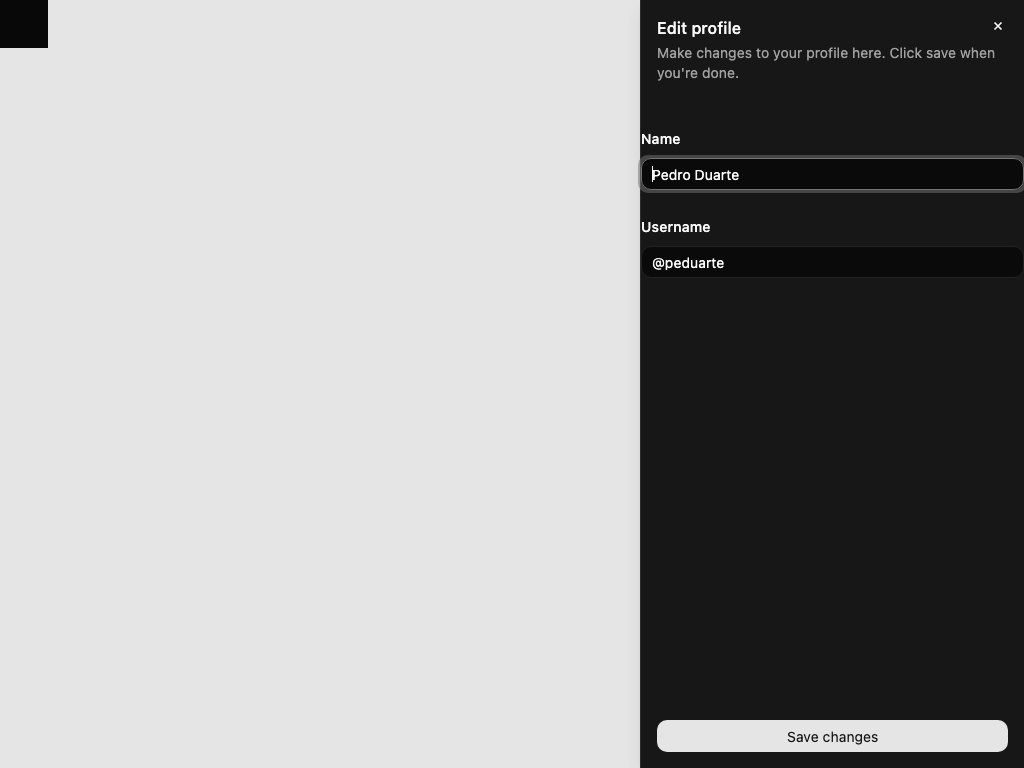 Edit profile
Make changes to your profile here. Click save when
you're done.
Name
Pedro Duarte
Username
@peduarte
Save changes